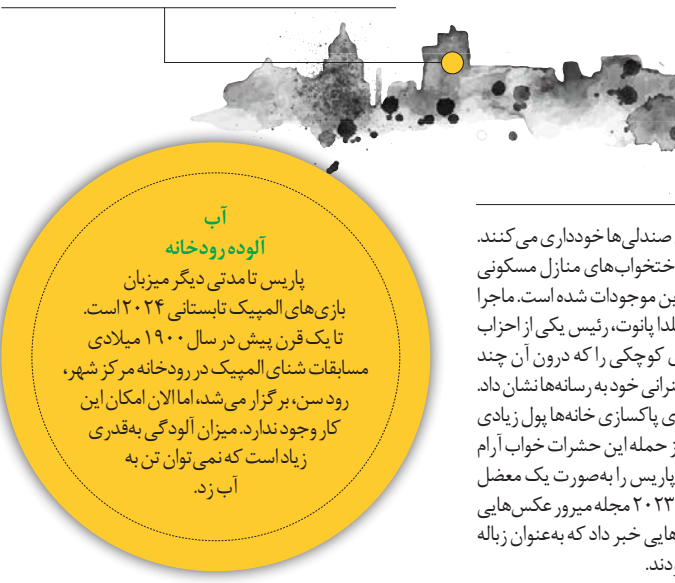 صندلی‌ها خودداری می‌کنند.
ختخواب‌های منازل مسکونی
ین موجودات شده است. ماجرا
لدا پانوت، رئیس یکی از احزاب
ی کوچکی را که درون آن چند
نرانی خود به رسانه‌ها نشان داد.
ی پاکسازی خانه‌ها پول زیادی
ز حمله این حشرات خواب آرام
پاریس را به‌صورت یک معضل
۲۰۲۳ مجله میرور عکس‌هایی
هایی خبر داد که به‌عنوان زباله
ودند.
آب
آلوده رودخانه
پاریس تا مدتی دیگر میزبان
بازی‌های المپیک تابستانی ۲۰۲۴ است.
تا یک قرن پیش در سال ۱۹۰۰ میلادی
مسابقات شنای المپیک در رودخانه مرکز شهر،
رود سن، برگزار می‌شد، اما الان امکان این
کار وجود ندارد. میزان آلودگی به‌قدری
زیاد است که نمی‌توان تن به
آب زد.